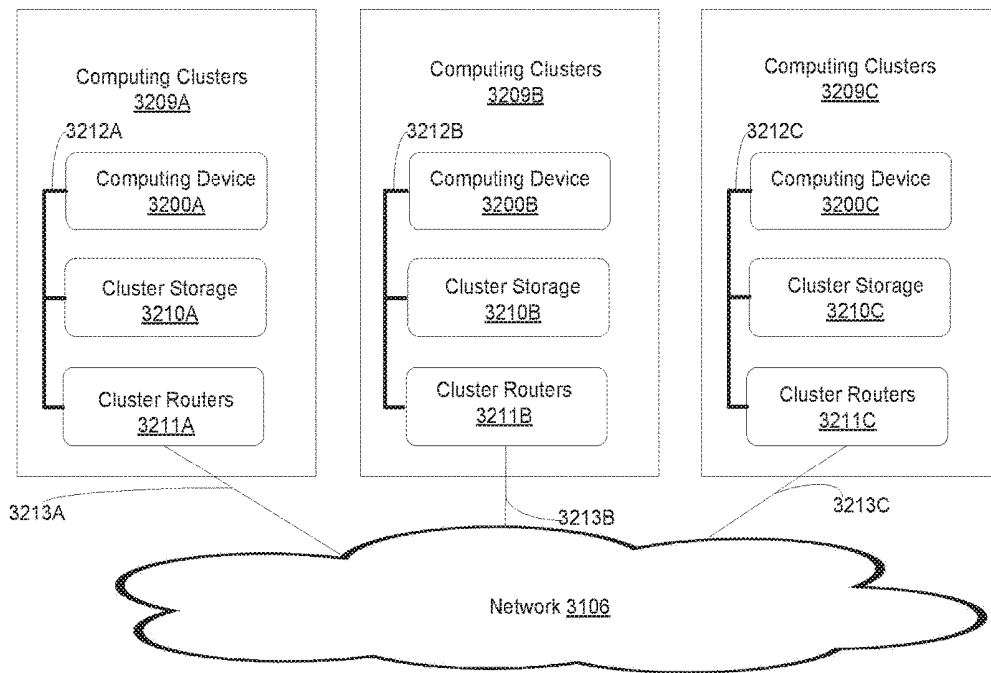 Computing Clusters
3209A
3212A
Computing Device
3200A
Cluster Storage
3210A
Cluster Routers
3211A
3213A
Computing Clusters
3209B
3212B
Computing Device
3200B
Cluster Storage
3210B
Cluster Routers
3211B
3213B
Computing Clusters
3209C
3212C
Computing Device
3200C
Cluster Storage
3210C
Cluster Routers
3211C
3213C
Network 3106